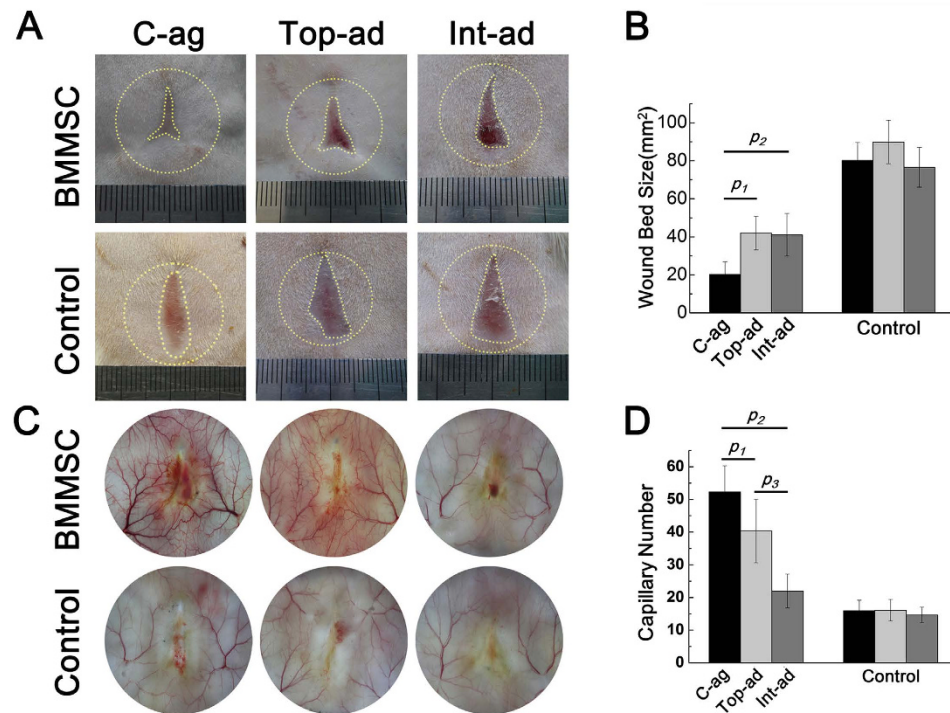 A
C-ag Top-ad Int-ad
BMMSC
Control
B
Wound Bed Size(mm²)
100
80
60
40
20
0
p₂
p₁
C-ag
Top-ad
Int-ad
Control
C
BMMSC
Control
D
Capillary Number
60
50
40
30
20
10
0
p₂
p₁
p₃
C-ag
Top-ad
Int-ad
Control